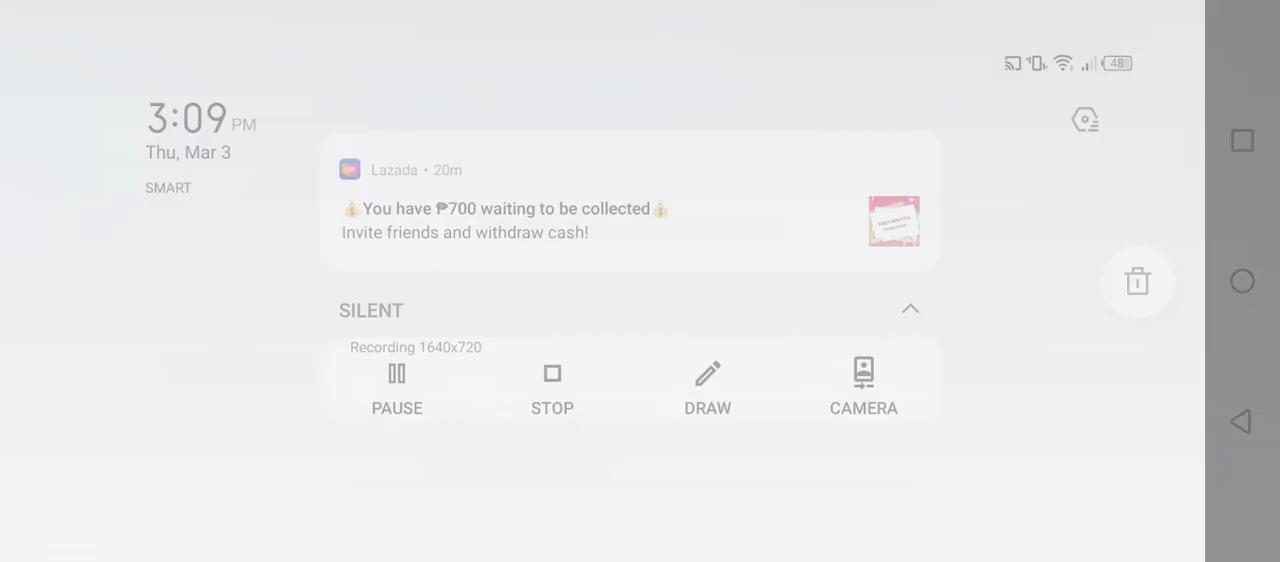 48
3:09 PM
Thu, Mar 3
SMART
Lazada • 20m
💰You have ₱700 waiting to be collected💰
Invite friends and withdraw cash!
SILENT
Recording 1640x720
PAUSE STOP DRAW CAMERA